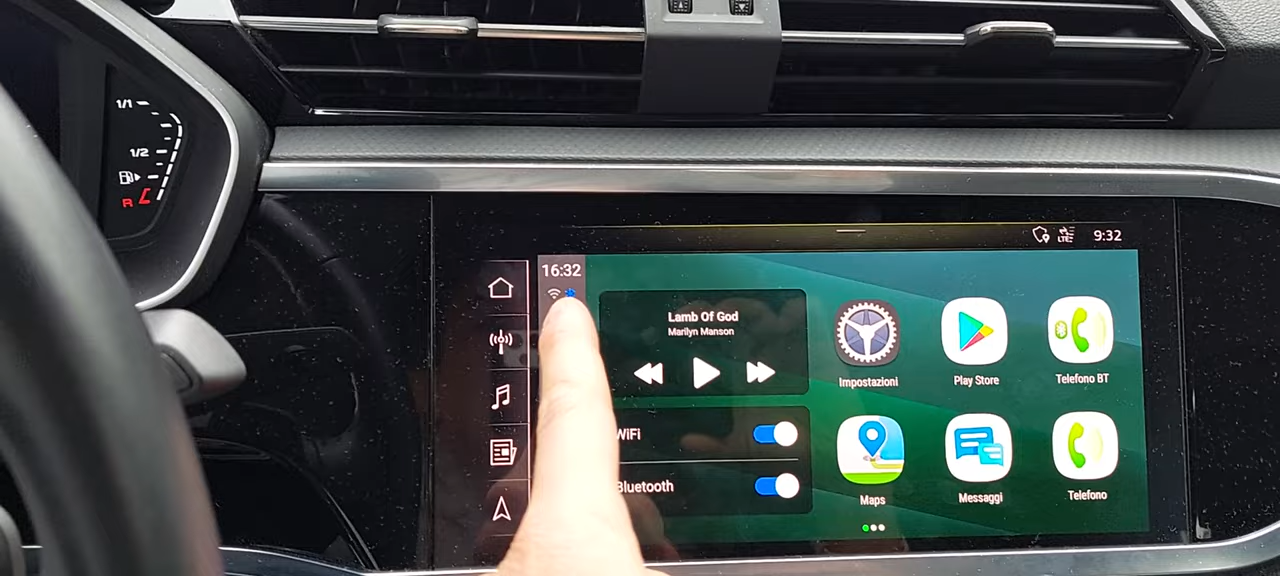 1/1
1/2
R
LTE
9:32
16:32
Lamb Of God
Marilyn Manson
WiFi
Bluetooth
Impostazioni
Play Store
Telefono BT
Maps
Messaggi
Telefono